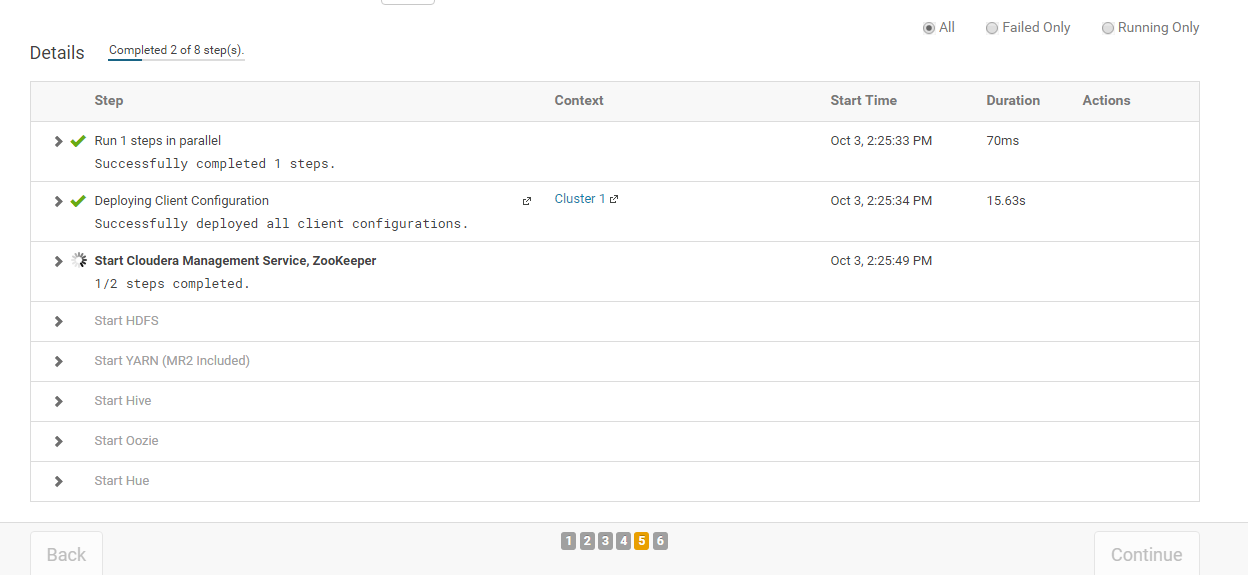 All Failed Only Running Only
Details Completed 2 of 8 step(s).
Step Context Start Time Duration Actions
Run 1 steps in parallel Oct 3, 2:25:33 PM 70ms
Successfully completed 1 steps.
Deploying Client Configuration Cluster 1 Oct 3, 2:25:34 PM 15.63s
Successfully deployed all client configurations.
Start Cloudera Management Service, ZooKeeper Oct 3, 2:25:49 PM
1/2 steps completed.
Start HDFS
Start YARN (MR2 Included)
Start Hive
Start Oozie
Start Hue
Back 1 2 3 4 5 6 Continue